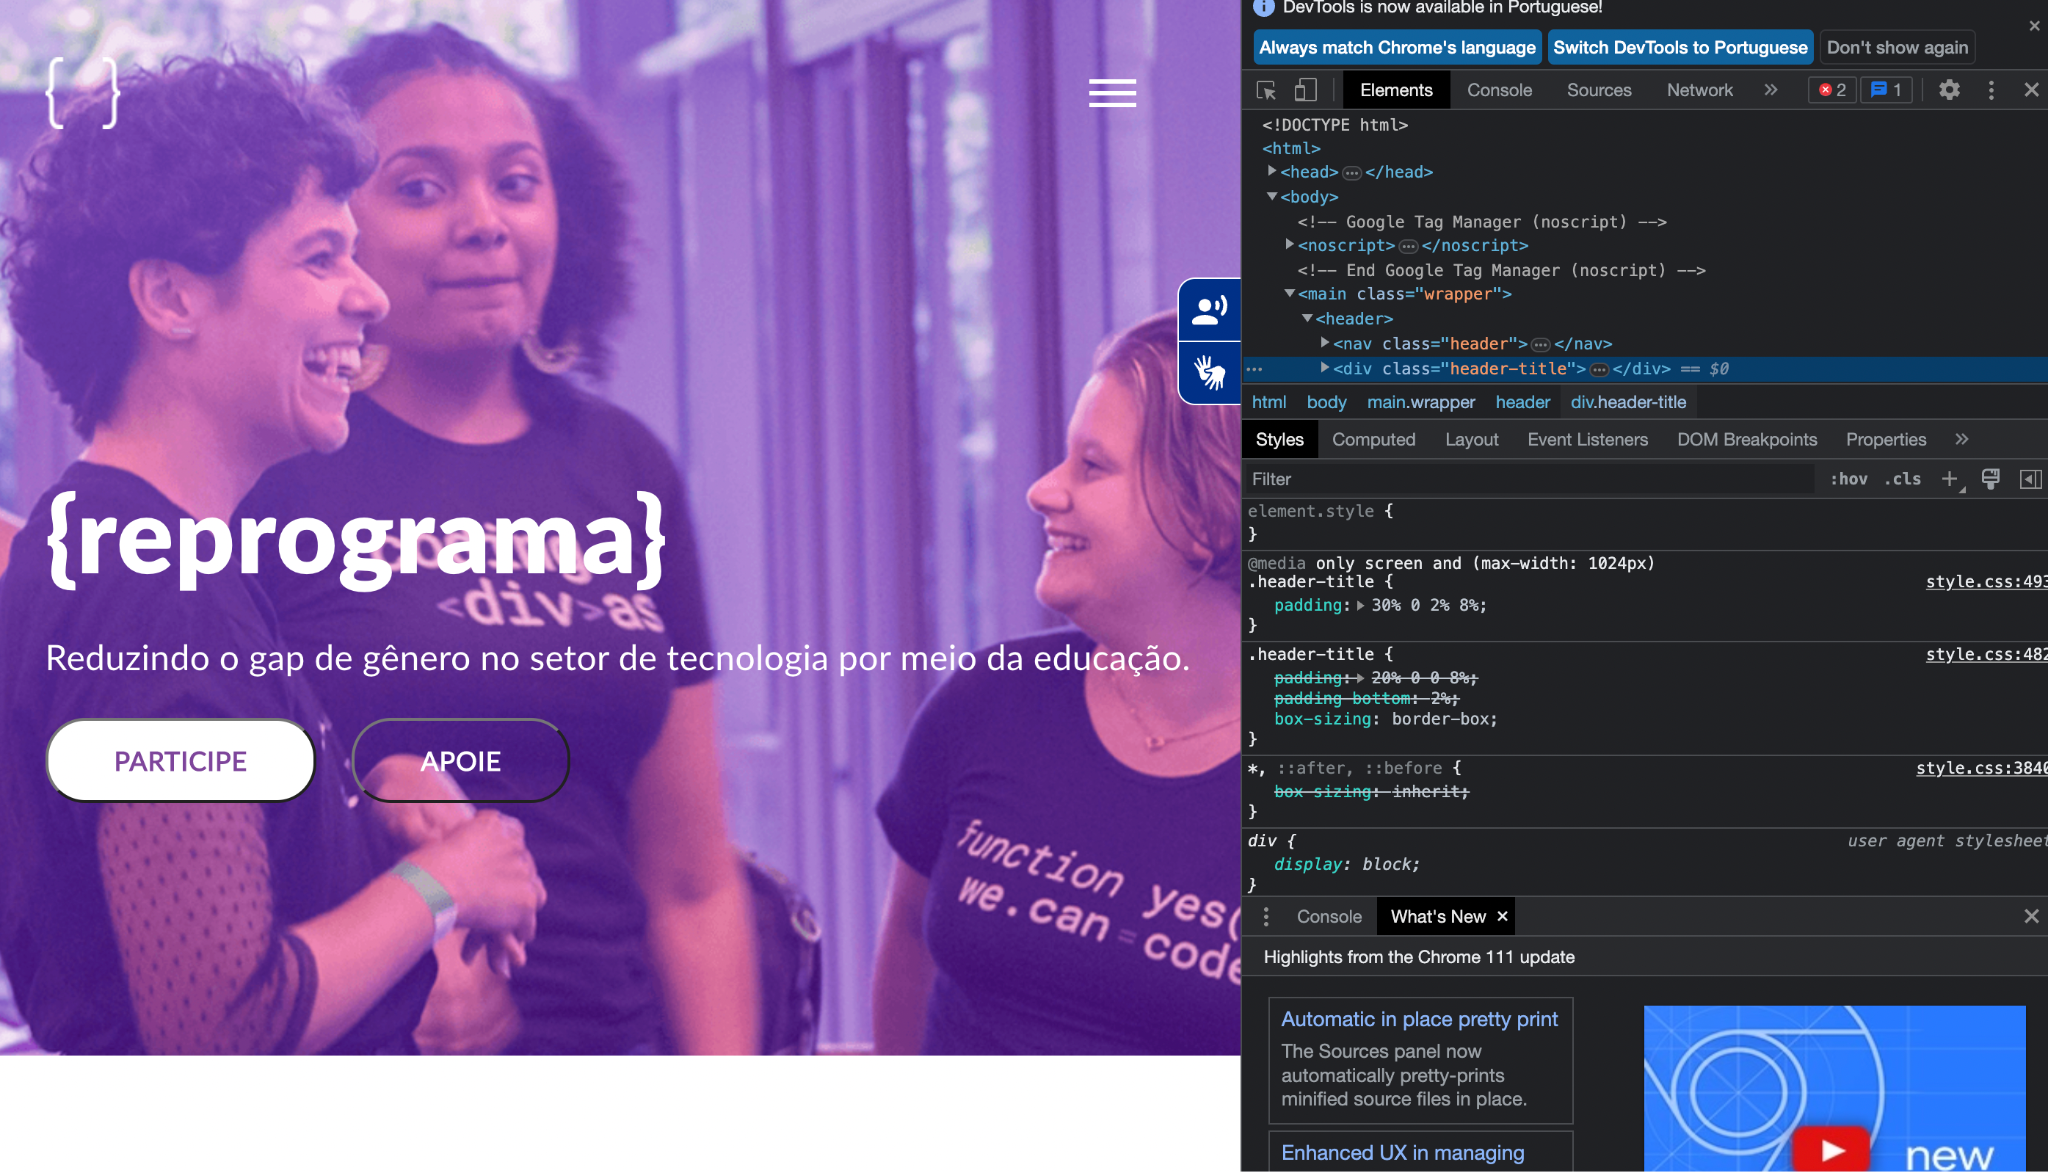 { }
{reprograma}
coding
<div>as
Reduzindo o gap de gênero no setor de tecnologia por meio da educação.
PARTICIPE
APOIE
function yes(
we.can = code
DevTools is now available in Portuguese!
Always match Chrome's language
Switch DevTools to Portuguese
Don't show again
Elements Console Sources Network » 2 1
<!DOCTYPE html>
<html>
<head>…</head>
<body>
<!-- Google Tag Manager (noscript) -->
<noscript>…</noscript>
<!-- End Google Tag Manager (noscript) -->
<main class="wrapper">
<header>
<nav class="header">…</nav>
<div class="header-title">…</div> == $0
html body main.wrapper header div.header-title
Styles Computed Layout Event Listeners DOM Breakpoints Properties »
Filter :hov .cls +
element.style {
}
@media only screen and (max-width: 1024px)
.header-title { style.css:493
padding: 30% 0 2% 8%;
}
.header-title { style.css:482
padding: 20% 0 0 8%;
padding-bottom: 2%;
box-sizing: border-box;
}
*, ::after, ::before { style.css:3840
box-sizing: inherit;
}
div { user agent stylesheet
display: block;
}
Console What's New ×
Highlights from the Chrome 111 update
Automatic in place pretty print
The Sources panel now
automatically pretty-prints
minified source files in place.
Enhanced UX in managing
new